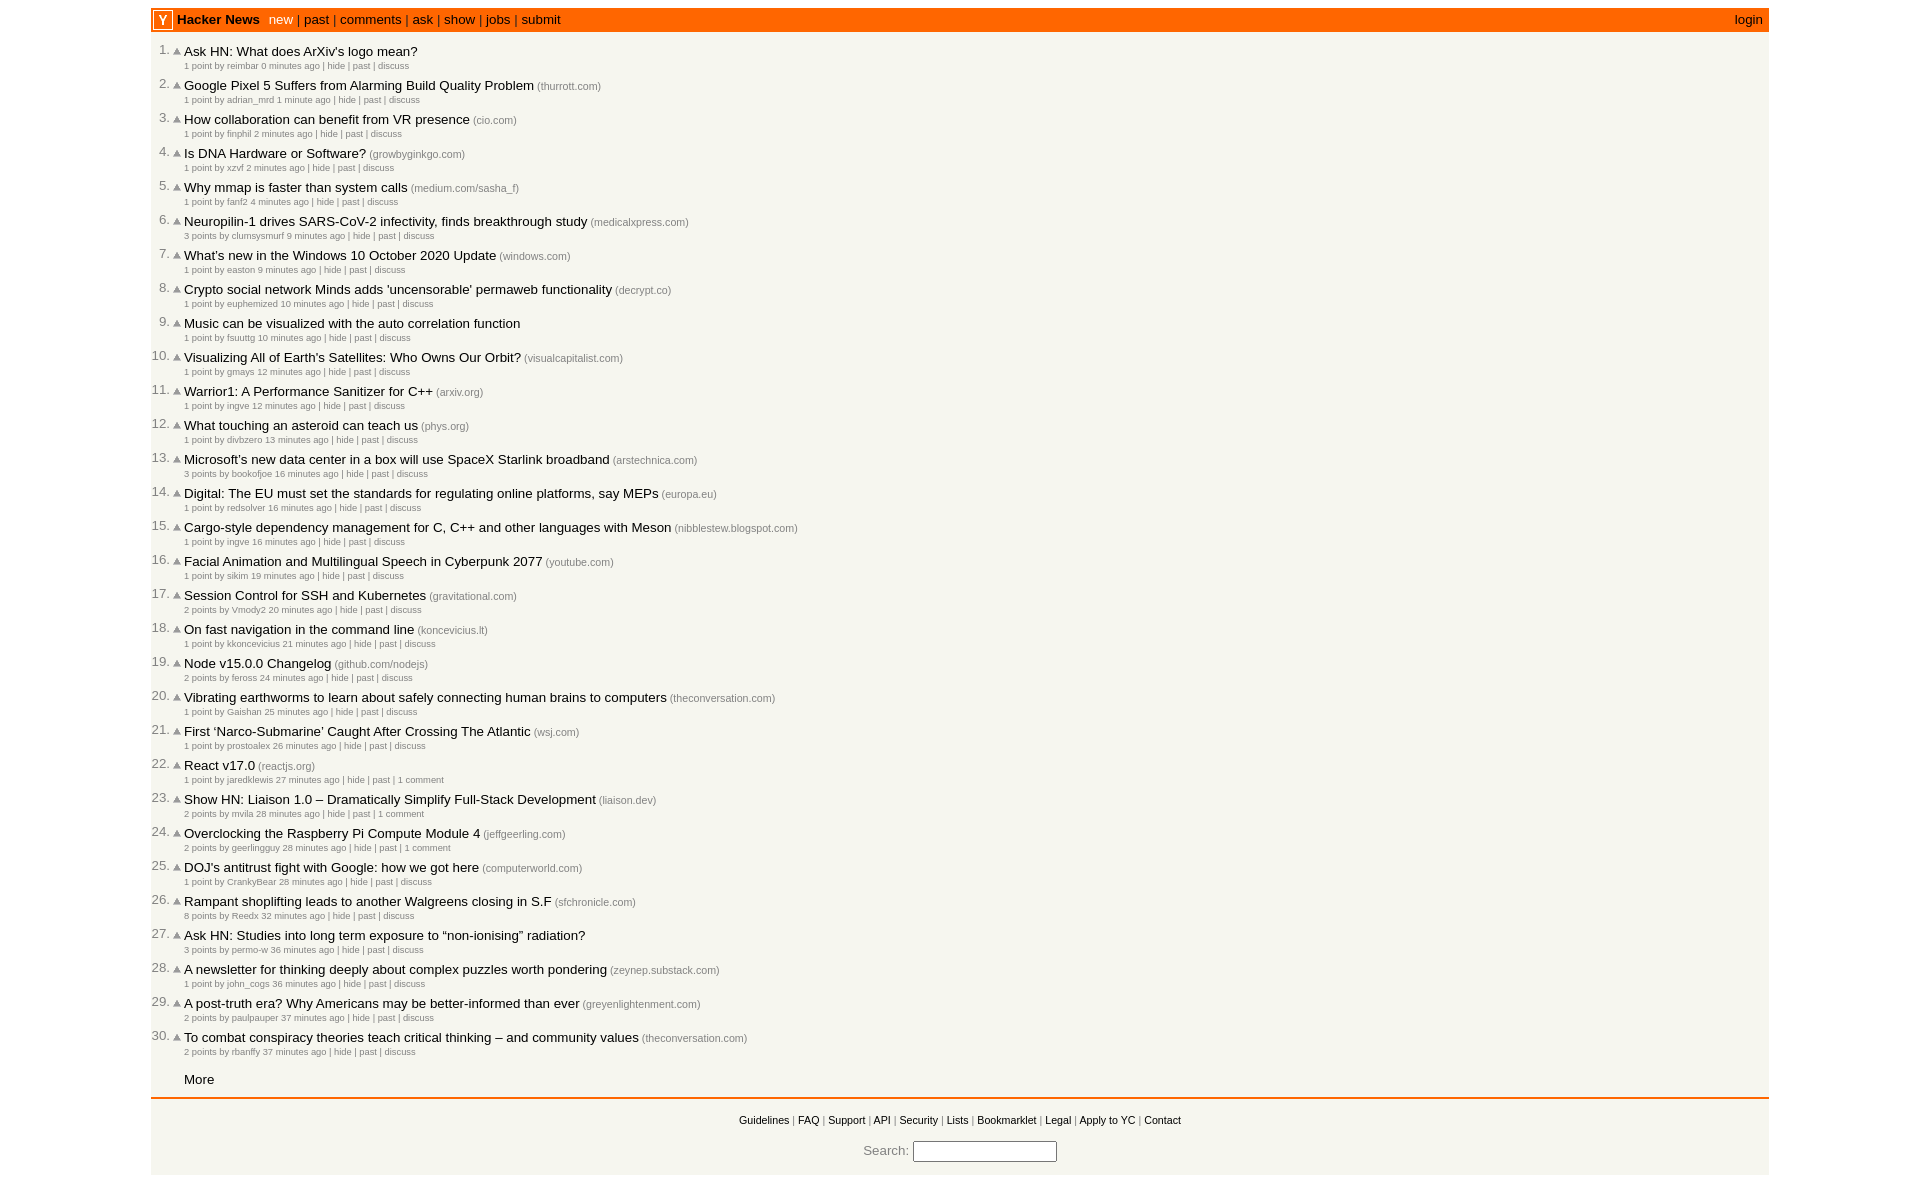 Y Hacker News new | past | comments | ask | show | jobs | submit login
1. Ask HN: What does ArXiv's logo mean?
1 point by reimbar 0 minutes ago | hide | past | discuss
2. Google Pixel 5 Suffers from Alarming Build Quality Problem (thurrott.com)
1 point by adrian_mrd 1 minute ago | hide | past | discuss
3. How collaboration can benefit from VR presence (cio.com)
1 point by finphil 2 minutes ago | hide | past | discuss
4. Is DNA Hardware or Software? (growbyginkgo.com)
1 point by xzvf 2 minutes ago | hide | past | discuss
5. Why mmap is faster than system calls (medium.com/sasha_f)
1 point by fanf2 4 minutes ago | hide | past | discuss
6. Neuropilin-1 drives SARS-CoV-2 infectivity, finds breakthrough study (medicalxpress.com)
3 points by clumsysmurf 9 minutes ago | hide | past | discuss
7. What's new in the Windows 10 October 2020 Update (windows.com)
1 point by easton 9 minutes ago | hide | past | discuss
8. Crypto social network Minds adds 'uncensorable' permaweb functionality (decrypt.co)
1 point by euphemized 10 minutes ago | hide | past | discuss
9. Music can be visualized with the auto correlation function
1 point by fsuuttg 10 minutes ago | hide | past | discuss
10. Visualizing All of Earth's Satellites: Who Owns Our Orbit? (visualcapitalist.com)
1 point by gmays 12 minutes ago | hide | past | discuss
11. Warrior1: A Performance Sanitizer for C++ (arxiv.org)
1 point by ingve 12 minutes ago | hide | past | discuss
12. What touching an asteroid can teach us (phys.org)
1 point by divbzero 13 minutes ago | hide | past | discuss
13. Microsoft's new data center in a box will use SpaceX Starlink broadband (arstechnica.com)
3 points by bookofjoe 16 minutes ago | hide | past | discuss
14. Digital: The EU must set the standards for regulating online platforms, say MEPs (europa.eu)
1 point by redsolver 16 minutes ago | hide | past | discuss
15. Cargo-style dependency management for C, C++ and other languages with Meson (nibblestew.blogspot.com)
1 point by ingve 16 minutes ago | hide | past | discuss
16. Facial Animation and Multilingual Speech in Cyberpunk 2077 (youtube.com)
1 point by sikim 19 minutes ago | hide | past | discuss
17. Session Control for SSH and Kubernetes (gravitational.com)
2 points by Vmody2 20 minutes ago | hide | past | discuss
18. On fast navigation in the command line (koncevicius.lt)
1 point by kkoncevicius 21 minutes ago | hide | past | discuss
19. Node v15.0.0 Changelog (github.com/nodejs)
2 points by feross 24 minutes ago | hide | past | discuss
20. Vibrating earthworms to learn about safely connecting human brains to computers (theconversation.com)
1 point by Gaishan 25 minutes ago | hide | past | discuss
21. First ‘Narco-Submarine’ Caught After Crossing The Atlantic (wsj.com)
1 point by prostoalex 26 minutes ago | hide | past | discuss
22. React v17.0 (reactjs.org)
1 point by jaredklewis 27 minutes ago | hide | past | 1 comment
23. Show HN: Liaison 1.0 – Dramatically Simplify Full-Stack Development (liaison.dev)
2 points by mvila 28 minutes ago | hide | past | 1 comment
24. Overclocking the Raspberry Pi Compute Module 4 (jeffgeerling.com)
2 points by geerlingguy 28 minutes ago | hide | past | 1 comment
25. DOJ's antitrust fight with Google: how we got here (computerworld.com)
1 point by CrankyBear 28 minutes ago | hide | past | discuss
26. Rampant shoplifting leads to another Walgreens closing in S.F (sfchronicle.com)
8 points by Reedx 32 minutes ago | hide | past | discuss
27. Ask HN: Studies into long term exposure to “non-ionising” radiation?
3 points by permo-w 36 minutes ago | hide | past | discuss
28. A newsletter for thinking deeply about complex puzzles worth pondering (zeynep.substack.com)
1 point by john_cogs 36 minutes ago | hide | past | discuss
29. A post-truth era? Why Americans may be better-informed than ever (greyenlightenment.com)
2 points by paulpauper 37 minutes ago | hide | past | discuss
30. To combat conspiracy theories teach critical thinking – and community values (theconversation.com)
2 points by rbanffy 37 minutes ago | hide | past | discuss
More
Guidelines | FAQ | Support | API | Security | Lists | Bookmarklet | Legal | Apply to YC | Contact
Search: